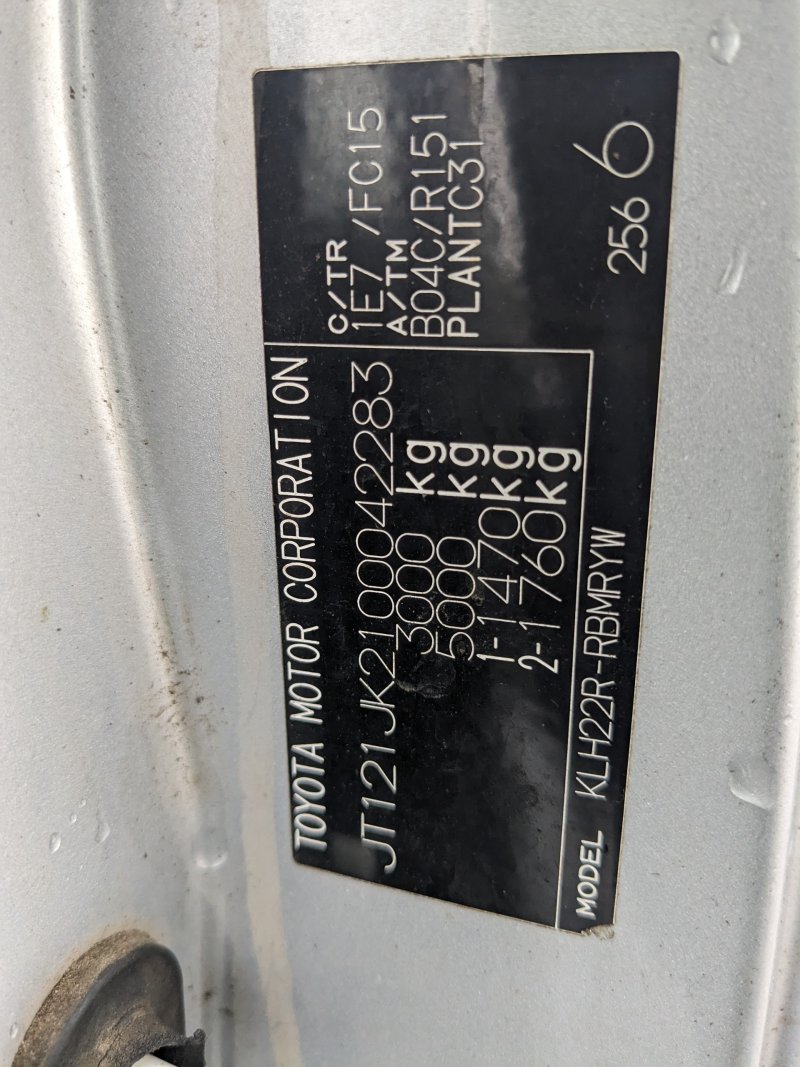 TOYOTA MOTOR CORPORATION
JT121JK2100042283
3000 kg
5000 kg
1-1470kg
2-1760kg
C/TR
1E7 /FC15
A/TM
B04C/R151
PLANTC31
MODEL KLH22R-RBMRYW
256 6